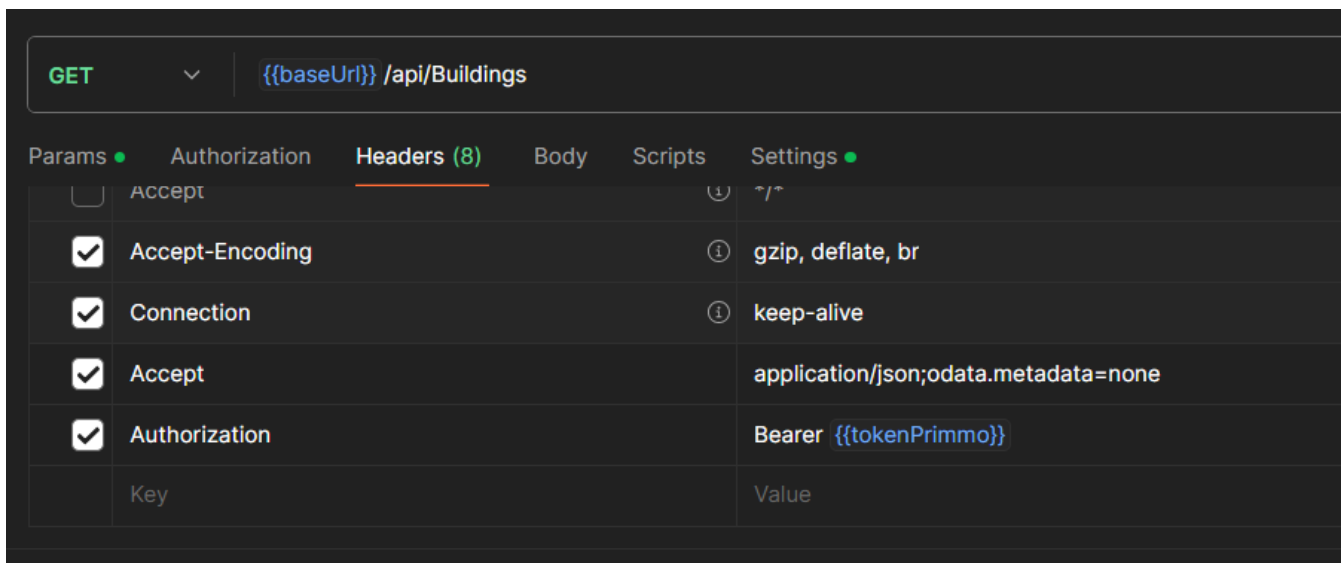 GET {{baseUrl}} /api/Buildings
Params Authorization Headers (8) Body Scripts Settings
Accept */*
Accept-Encoding gzip, deflate, br
Connection keep-alive
Accept application/json;odata.metadata=none
Authorization Bearer {{tokenPrimmo}}
Key Value